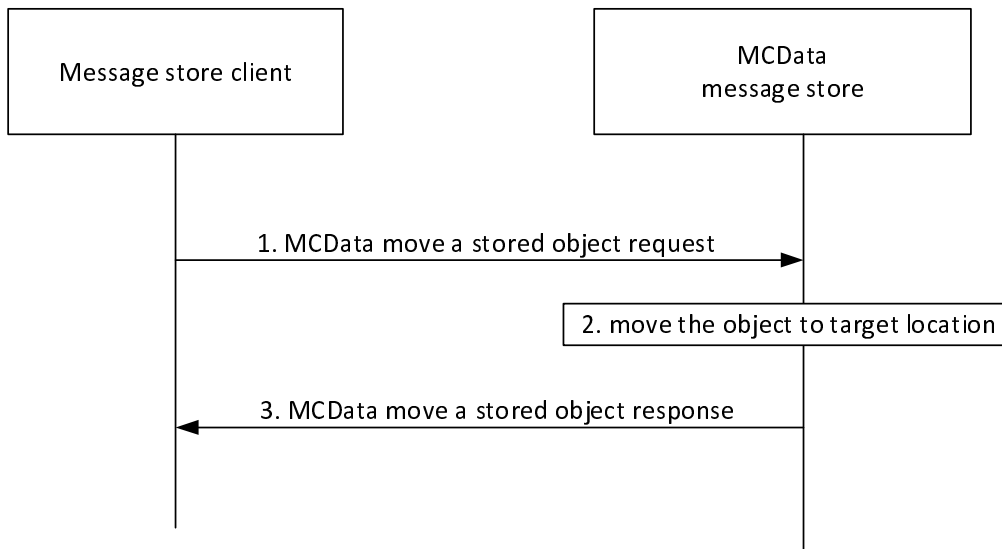 Message store client
MCData
message store
1. MCData move a stored object request
2. move the object to target location
3. MCData move a stored object response